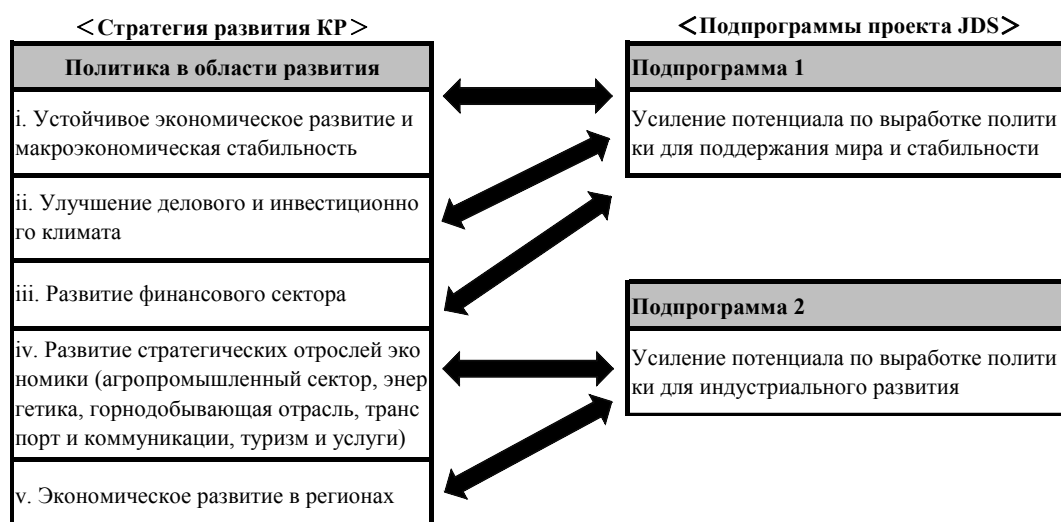 ＜Стратегия развития КР＞
Политика в области развития
i. Устойчивое экономическое развитие и
макроэкономическая стабильность
ii. Улучшение делового и инвестиционно
го климата
iii. Развитие финансового сектора
iv. Развитие стратегических отрослей эко
номики (агропромышленный сектор, энер
гетика, горнодобывающая отрасль, транс
порт и коммуникации, туризм и услуги)
v. Экономическое развитие в регионах
＜Подпрограммы проекта JDS＞
Подпрограмма 1
Усиление потенциала по выработке полити
ки для поддержания мира и стабильности
Подпрограмма 2
Усиление потенциала по выработке полити
ки для индустриального развития